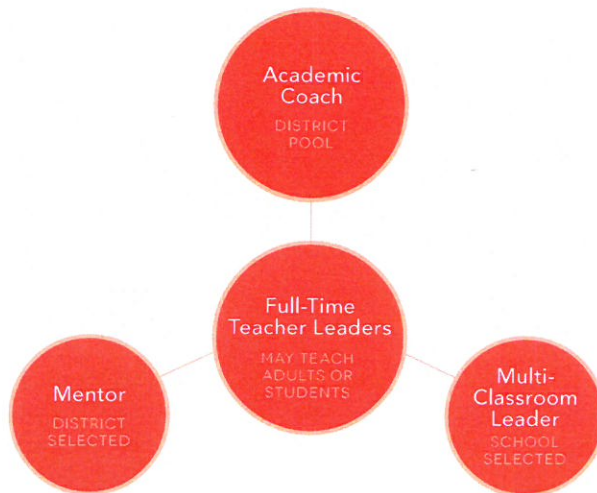 Academic
Coach
DISTRICT
POOL
Full-Time
Teacher Leaders
MAY TEACH
ADULTS OR
STUDENTS
Mentor
DISTRICT
SELECTED
Multi-
Classroom
Leader
SCHOOL
SELECTED